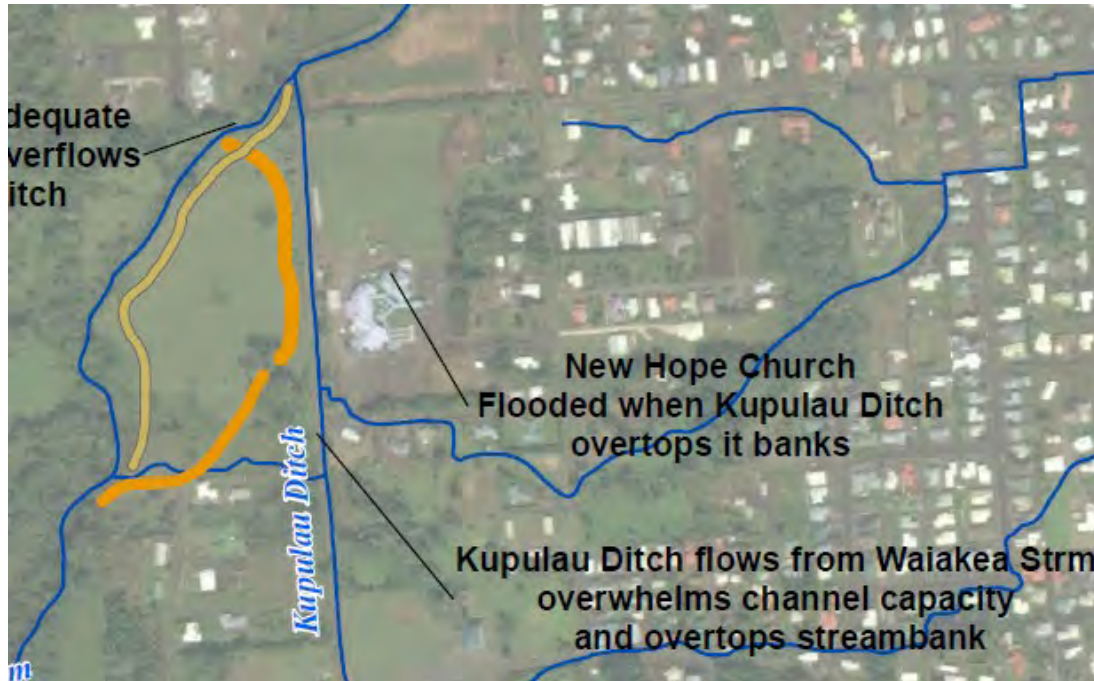 dequate
verflows
itch
New Hope Church
Flooded when Kupulau Ditch
overtops it banks
Kupulau Ditch
Kupulau Ditch flows from Waiakea Strm
overwhelms channel capacity
and overtops streambank
m